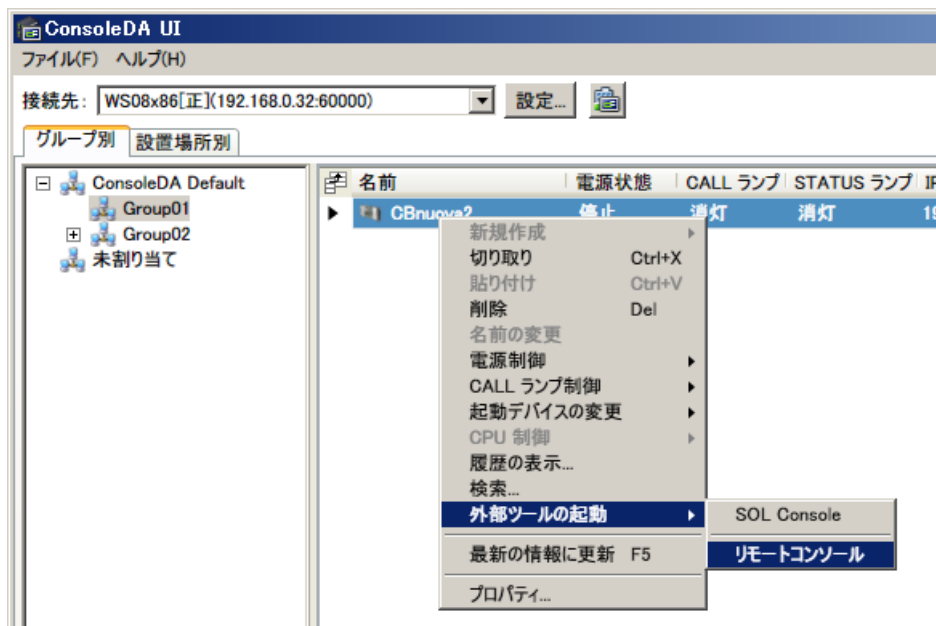 ConsoleDA UI
ファイル(F) ヘルプ(H)
接続先: WS08x86[正](192.168.0.32:60000) 設定...
グループ別 設置場所別
ConsoleDA Default
Group01
Group02
未割り当て
名前 電源状態 CALL ランプ STATUS ランプ
CBnuova2 停止 消灯 消灯
新規作成
切り取り Ctrl+X
貼り付け Ctrl+V
削除 Del
名前の変更
電源制御
CALL ランプ制御
起動デバイスの変更
CPU 制御
履歴の表示...
検索...
外部ツールの起動
SOL Console
最新の情報に更新 F5
リモートコンソール
プロパティ...